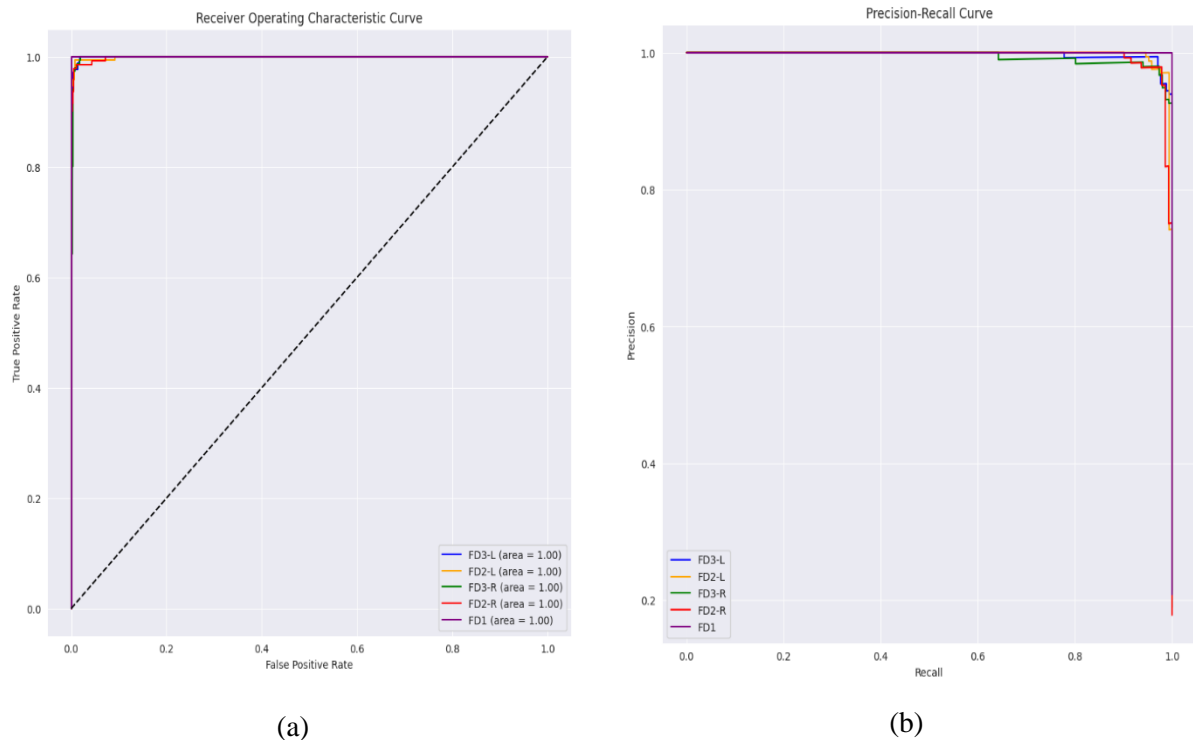 Receiver Operating Characteristic Curve
True Positive Rate
1.0
0.8
0.6
0.4
0.2
0.0
0.0 0.2 0.4 0.6 0.8 1.0
False Positive Rate
FD3-L (area = 1.00)
FD2-L (area = 1.00)
FD3-R (area = 1.00)
FD2-R (area = 1.00)
FD1 (area = 1.00)
(a)
Precision-Recall Curve
Precision
1.0
0.8
0.6
0.4
0.2
0.0 0.2 0.4 0.6 0.8 1.0
Recall
FD3-L
FD2-L
FD3-R
FD2-R
FD1
(b)